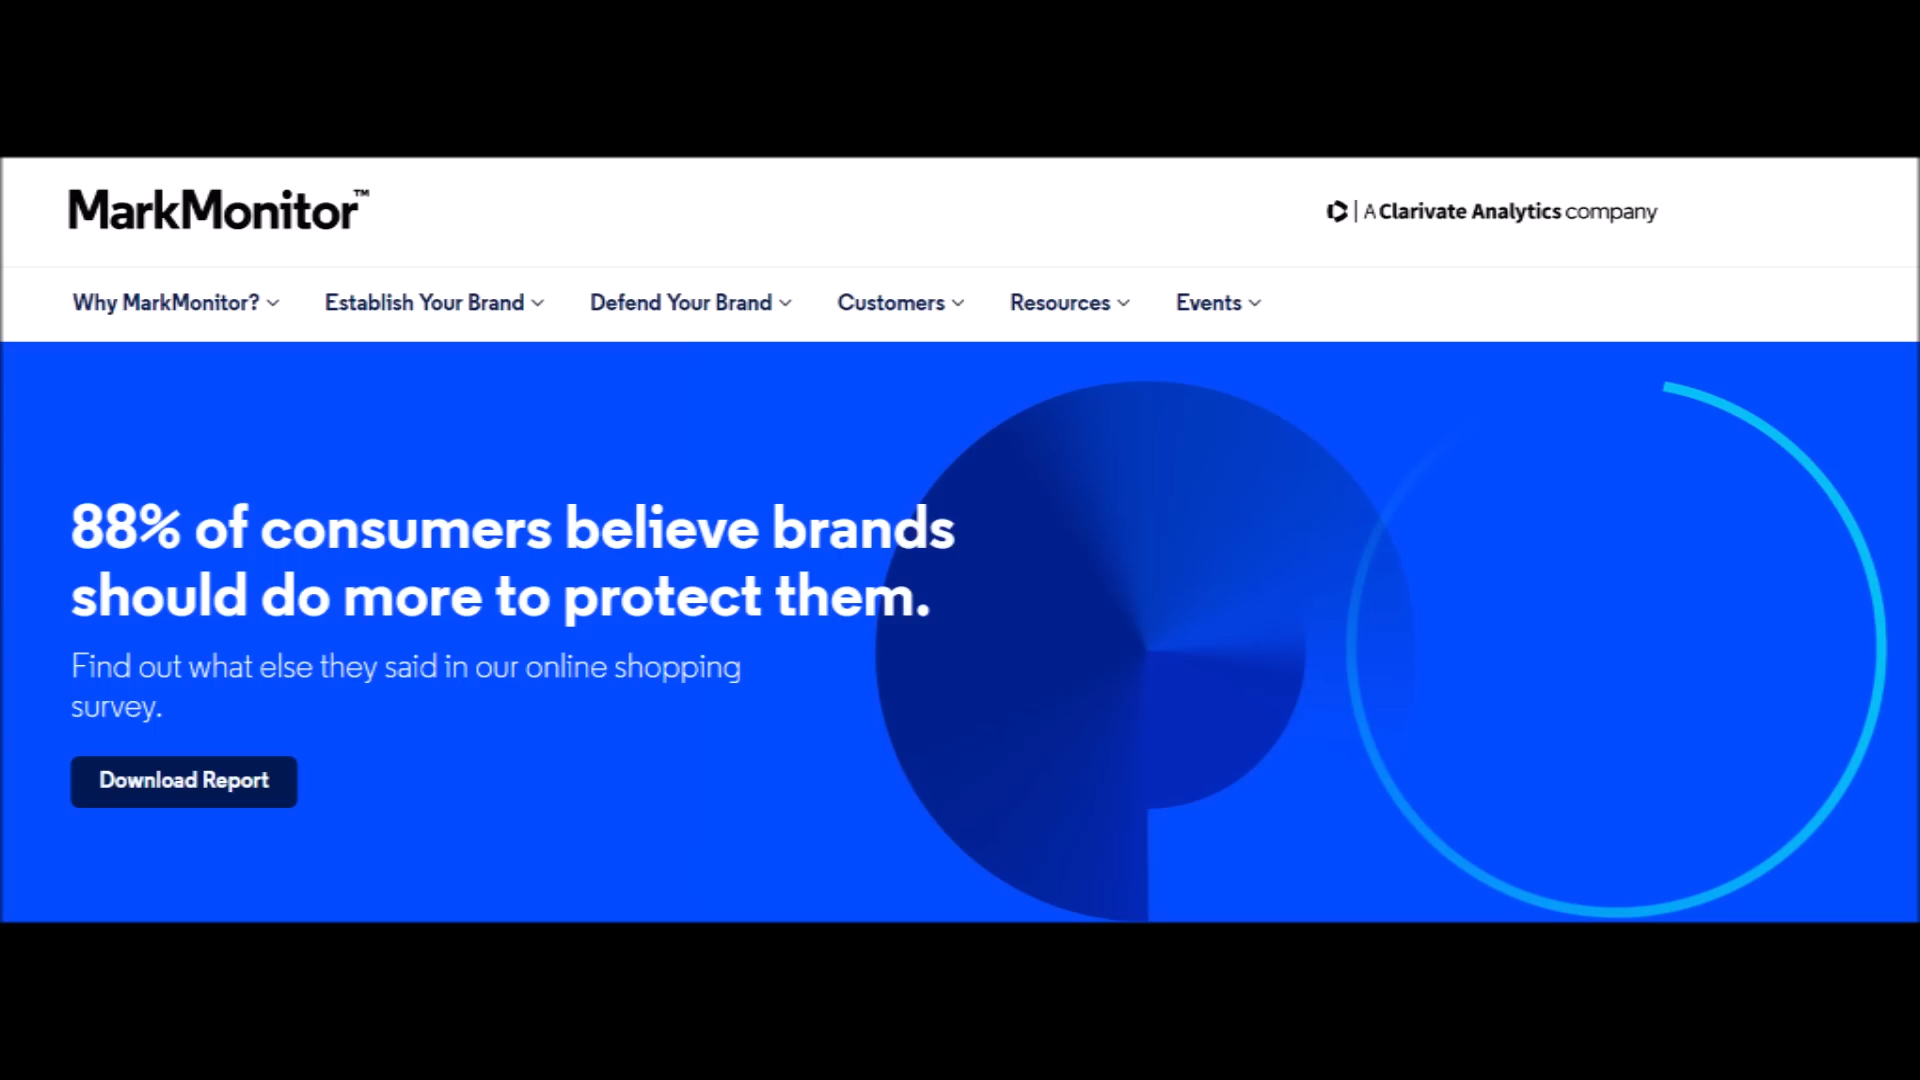 MarkMonitor™
A Clarivate Analytics company
Why MarkMonitor? Establish Your Brand Defend Your Brand Customers Resources Events
88% of consumers believe brands
should do more to protect them.
Find out what else they said in our online shopping
survey.
Download Report